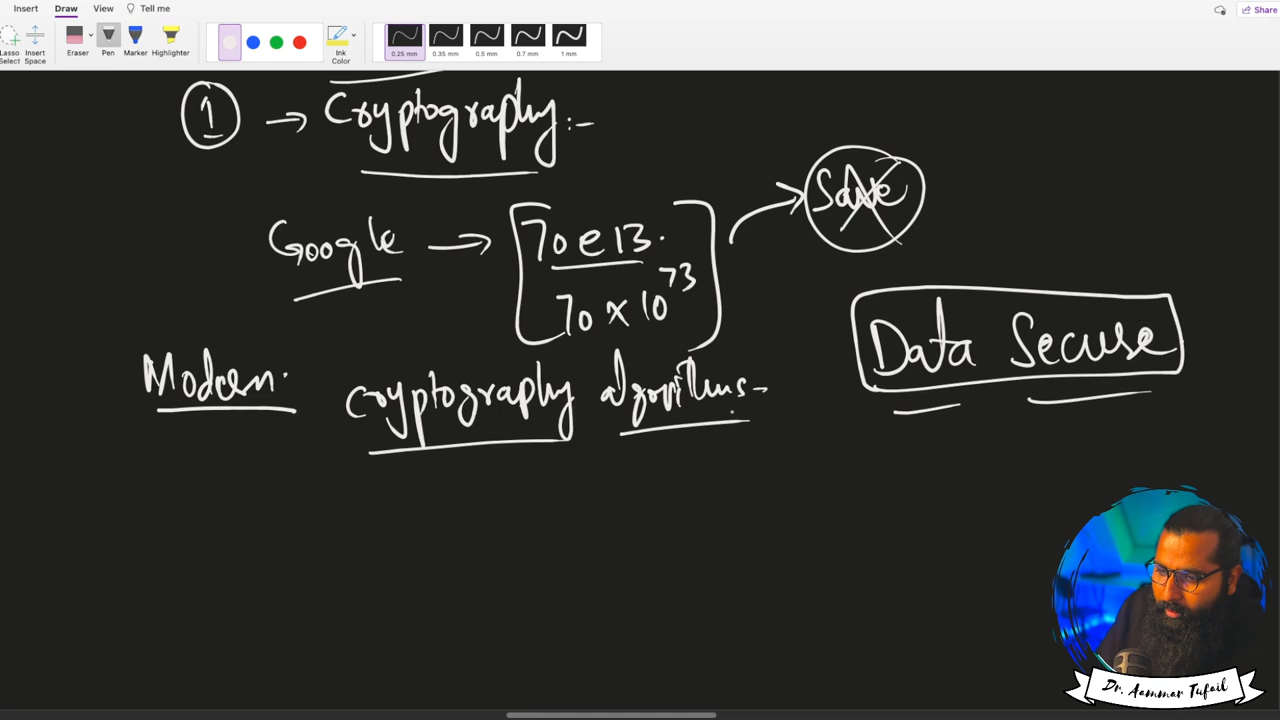 Insert Draw View Tell me
Share
Lasso Select
Insert Space
Eraser
Pen
Marker
Highlighter
Ink Color
0.25 mm
0.35 mm
0.5 mm
0.7 mm
1 mm
1 → Cryptography :-
Save
Google → [70 e 13.
70 x 10^73]
Data Secure
Modern.
Cryptography algorithms-
Dr. Aammar Tufail